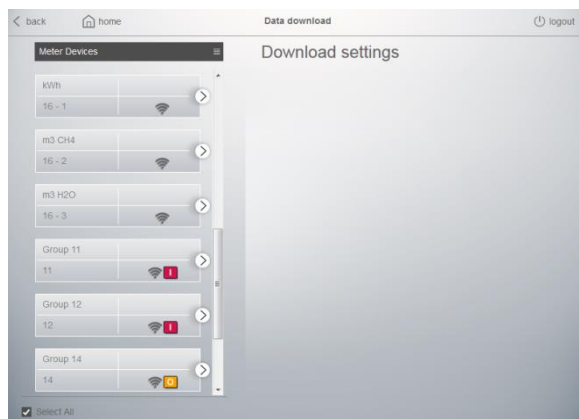 back home Data download logout
Meter Devices
Download settings
kWh
16 - 1
m3 CH4
16 - 2
m3 H2O
16 - 3
Group 11
11 I
Group 12
12 I
Group 14
14 O
Select All